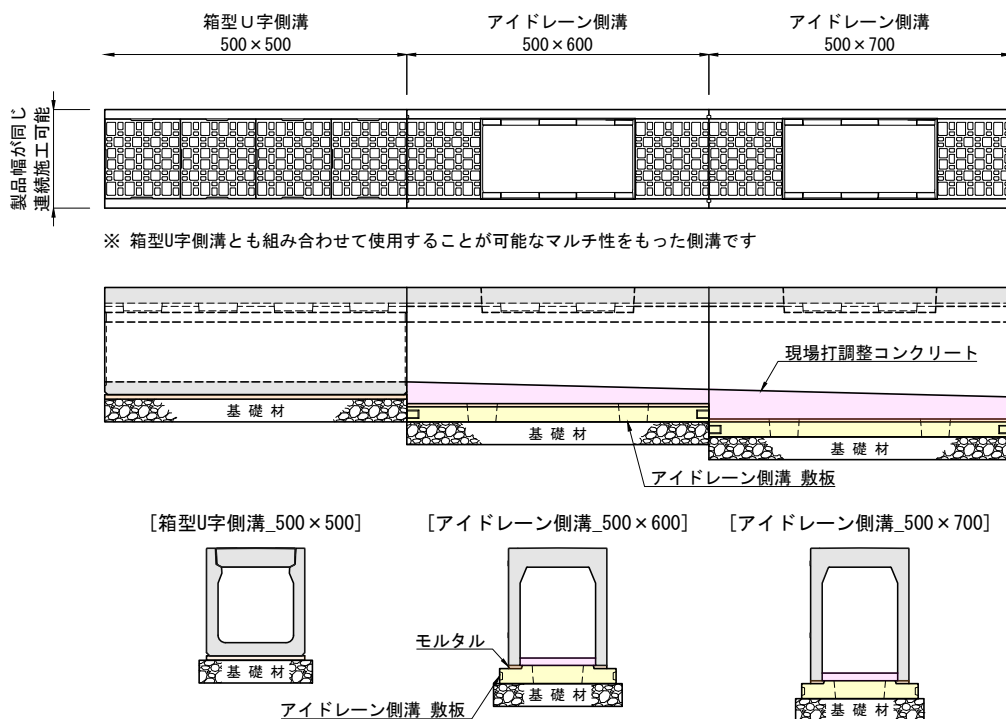 箱型U字側溝
500×500
アイドレーン側溝
500×600
アイドレーン側溝
500×700
製品幅が同じ
連続施工可能
※ 箱型U字側溝とも組み合わせて使用することが可能なマルチ性をもった側溝です
現場打調整コンクリート
基 礎 材
基 礎 材
基 礎 材
アイドレーン側溝 敷板
[箱型U字側溝_500×500]
[アイドレーン側溝_500×600]
[アイドレーン側溝_500×700]
モルタル
基 礎 材
基 礎 材
基 礎 材
アイドレーン側溝 敷板